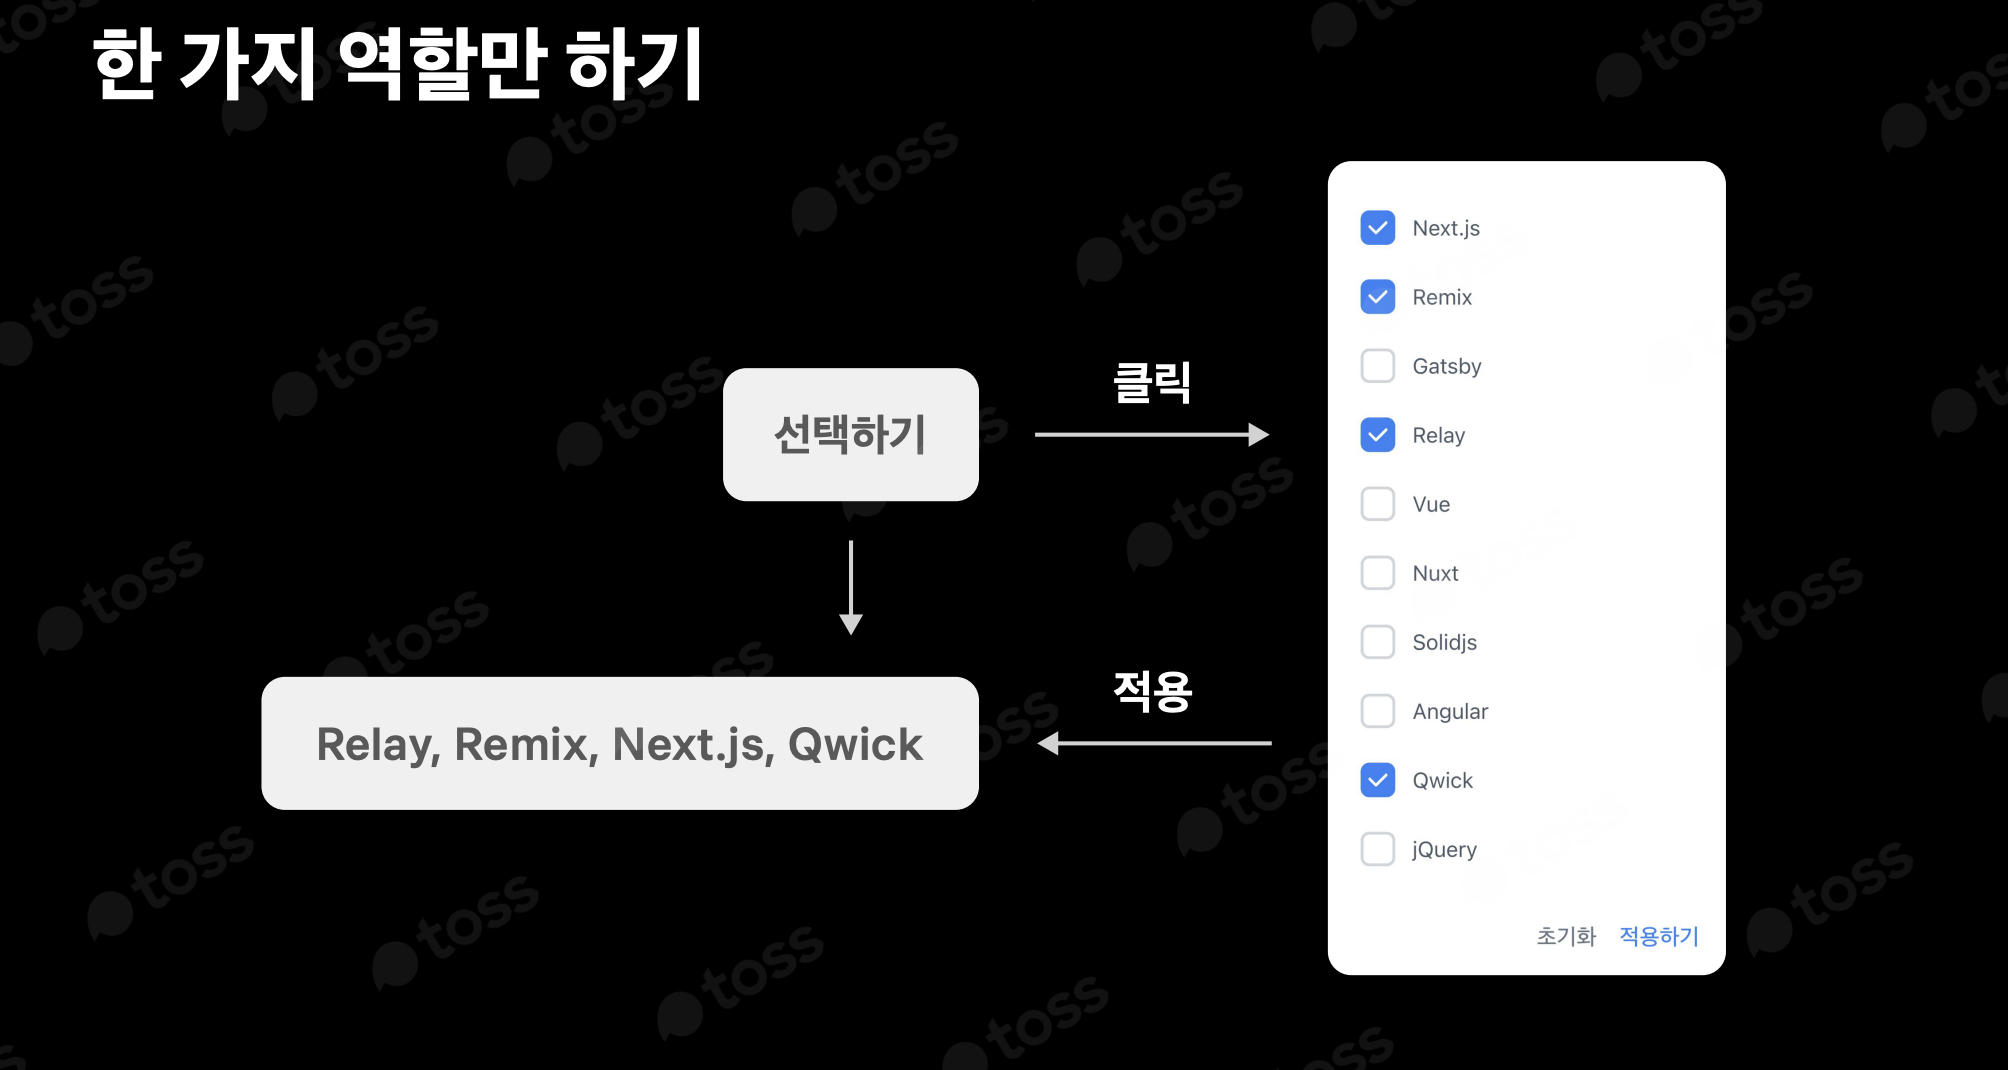 한 가지 역할만 하기
선택하기
클릭
Relay, Remix, Next.js, Qwick
적용
Next.js
Remix
Gatsby
Relay
Vue
Nuxt
Solidjs
Angular
Qwick
jQuery
초기화 적용하기
toss